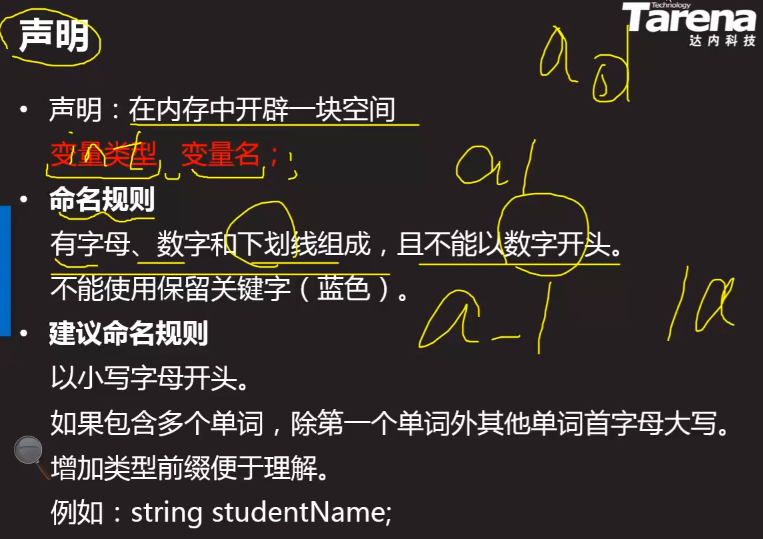 声明
Technology
Tarena
达内科技
• 声明：在内存中开辟一块空间
变量类型 变量名；
int ;
• 命名规则
有字母、数字和下划线组成，且不能以数字开头。
不能使用保留关键字（蓝色）。
a1
a_1
1a
• 建议命名规则
以小写字母开头。
如果包含多个单词，除第一个单词外其他单词首字母大写。
增加类型前缀便于理解。
例如：string studentName;